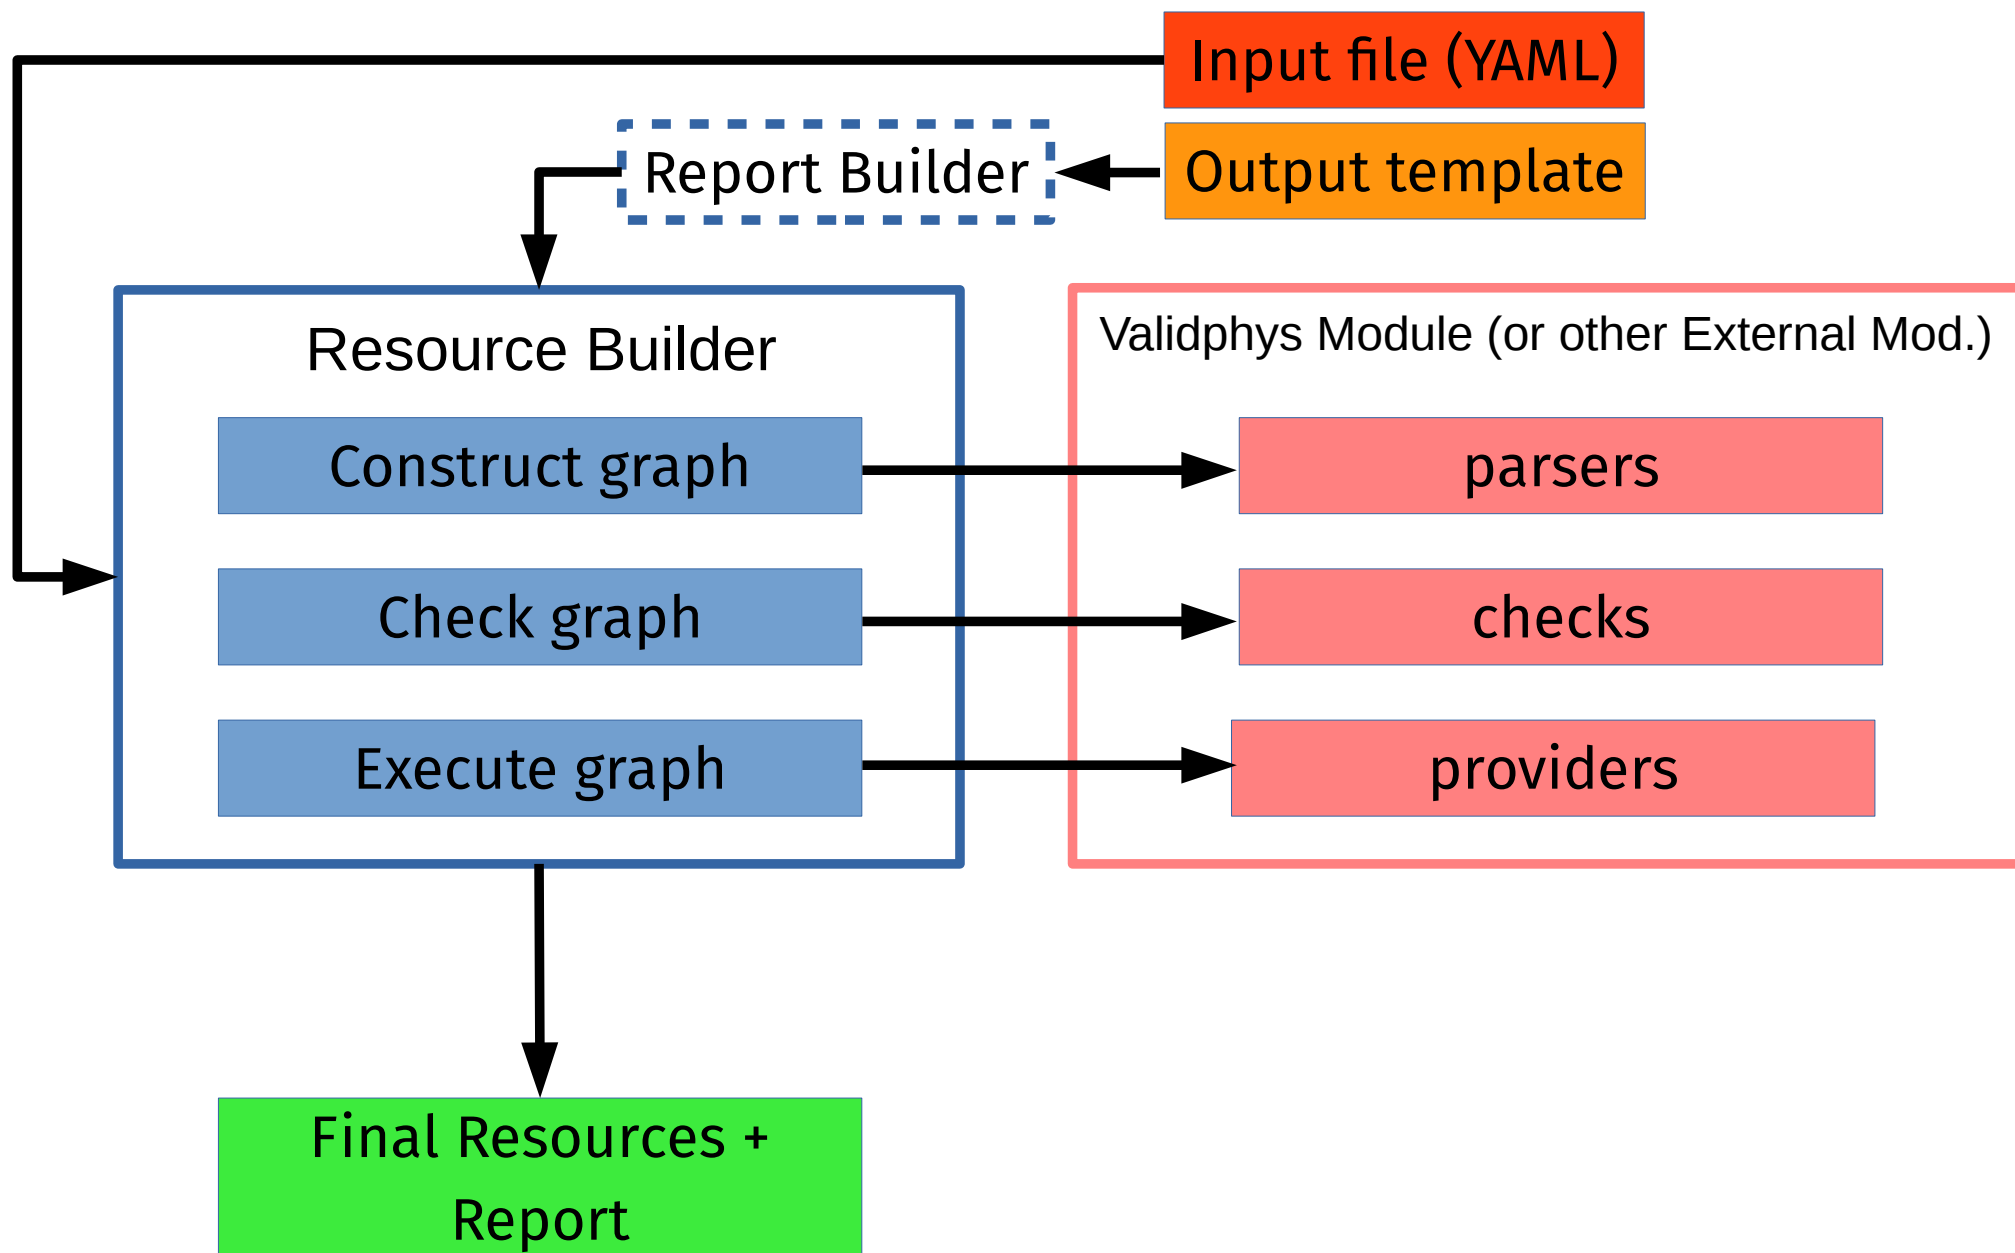 Input file (YAML)
Report Builder
Output template
Resource Builder
Validphys Module (or other External Mod.)
Construct graph
parsers
Check graph
checks
Execute graph
providers
Final Resources +
Report